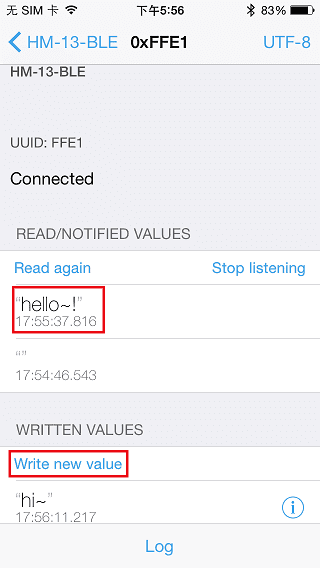 无 SIM 卡 下午5:56 83%
HM-13-BLE 0xFFE1 UTF-8
HM-13-BLE
UUID: FFE1
Connected
READ/NOTIFIED VALUES
Read again Stop listening
“hello~!”
17:55:37.816
“”
17:54:46.543
WRITTEN VALUES
Write new value
“hi~”
17:56:11.217
Log